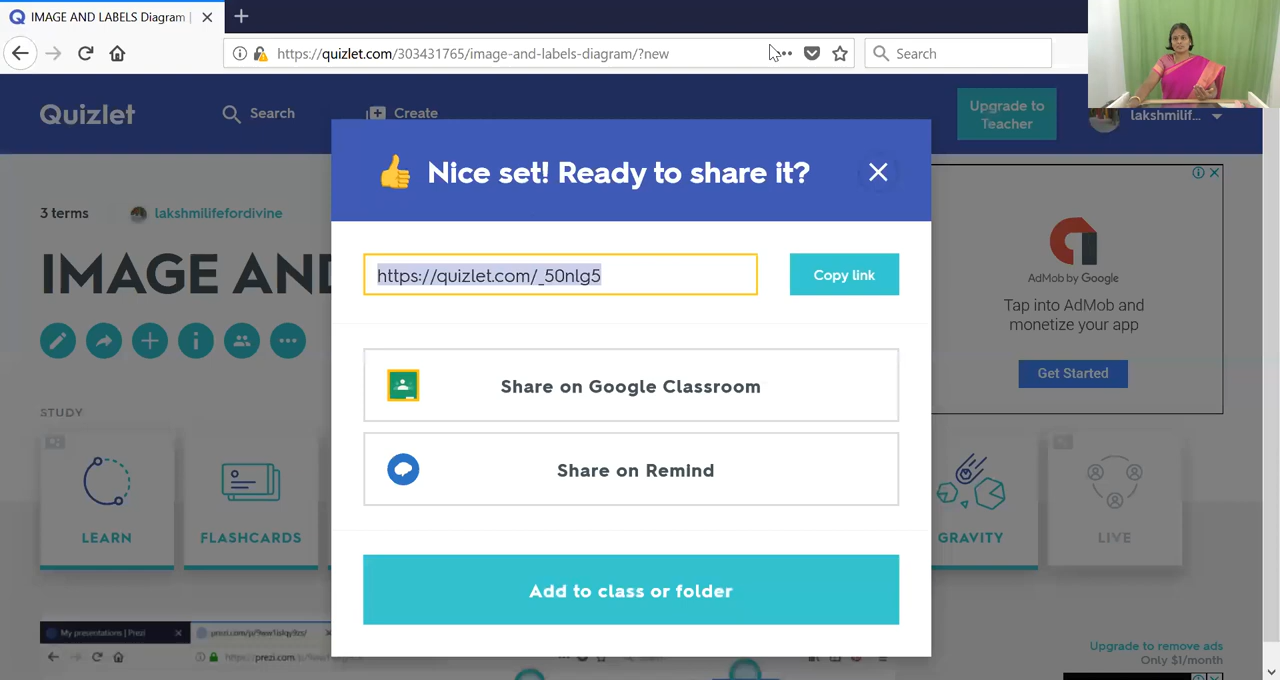 IMAGE AND LABELS Diagram |
https://quizlet.com/303431765/image-and-labels-diagram/?new
Search
Quizlet
Search
Create
Upgrade to
Teacher
lakshmilif...
Nice set! Ready to share it?
3 terms
lakshmilifefordivine
IMAGE AND
https://quizlet.com/_50nlg5
Copy link
AdMob by Google
Tap into AdMob and
monetize your app
Get Started
Share on Google Classroom
Share on Remind
STUDY
LEARN
FLASHCARDS
GRAVITY
LIVE
Add to class or folder
My presentations | Prezi
Upgrade to remove ads
Only $1/month